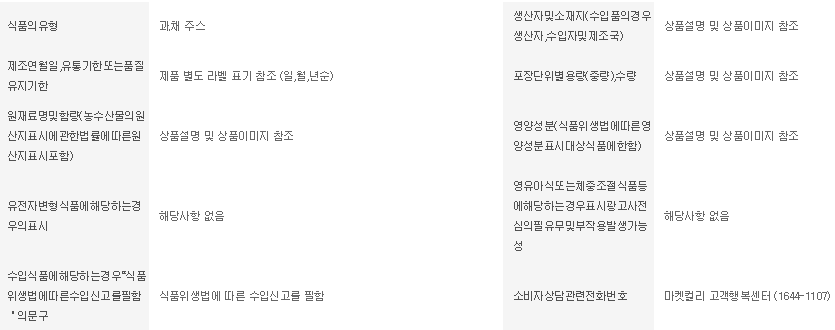 식품의 유형
과,채 주스
생산자 및 소재지(수입품의 경우
생산자, 수입자 및 제조국)
상품설명 및 상품이미지 참조
제조연월일, 유통기한 또는 품질
유지기한
제품 별도 라벨 표기 참조 (일,월,년순)
포장단위별 용량(중량), 수량
상품설명 및 상품이미지 참조
원재료명 및 함량(농수산물의 원
산지 표시에 관한 법률에 따른 원
산지 표시 포함)
상품설명 및 상품이미지 참조
영양성분(식품위생법에 따른 영
양성분 표시대상 식품에 한함)
상품설명 및 상품이미지 참조
유전자변형식품에 해당하는 경
우의 표시
해당사항 없음
영유아식 또는 체중조절식품 등
에 해당하는 경우 표시광고사전
심의필 유무 및 부작용 발생 가능
성
해당사항 없음
수입식품에 해당하는 경우 "식품
위생법에 따른 수입신고를 필함
" 의 문구
식품위생법에 따른 수입신고를 필함
소비자상담 관련 전화번호
마켓컬리 고객행복센터 (1644-1107)